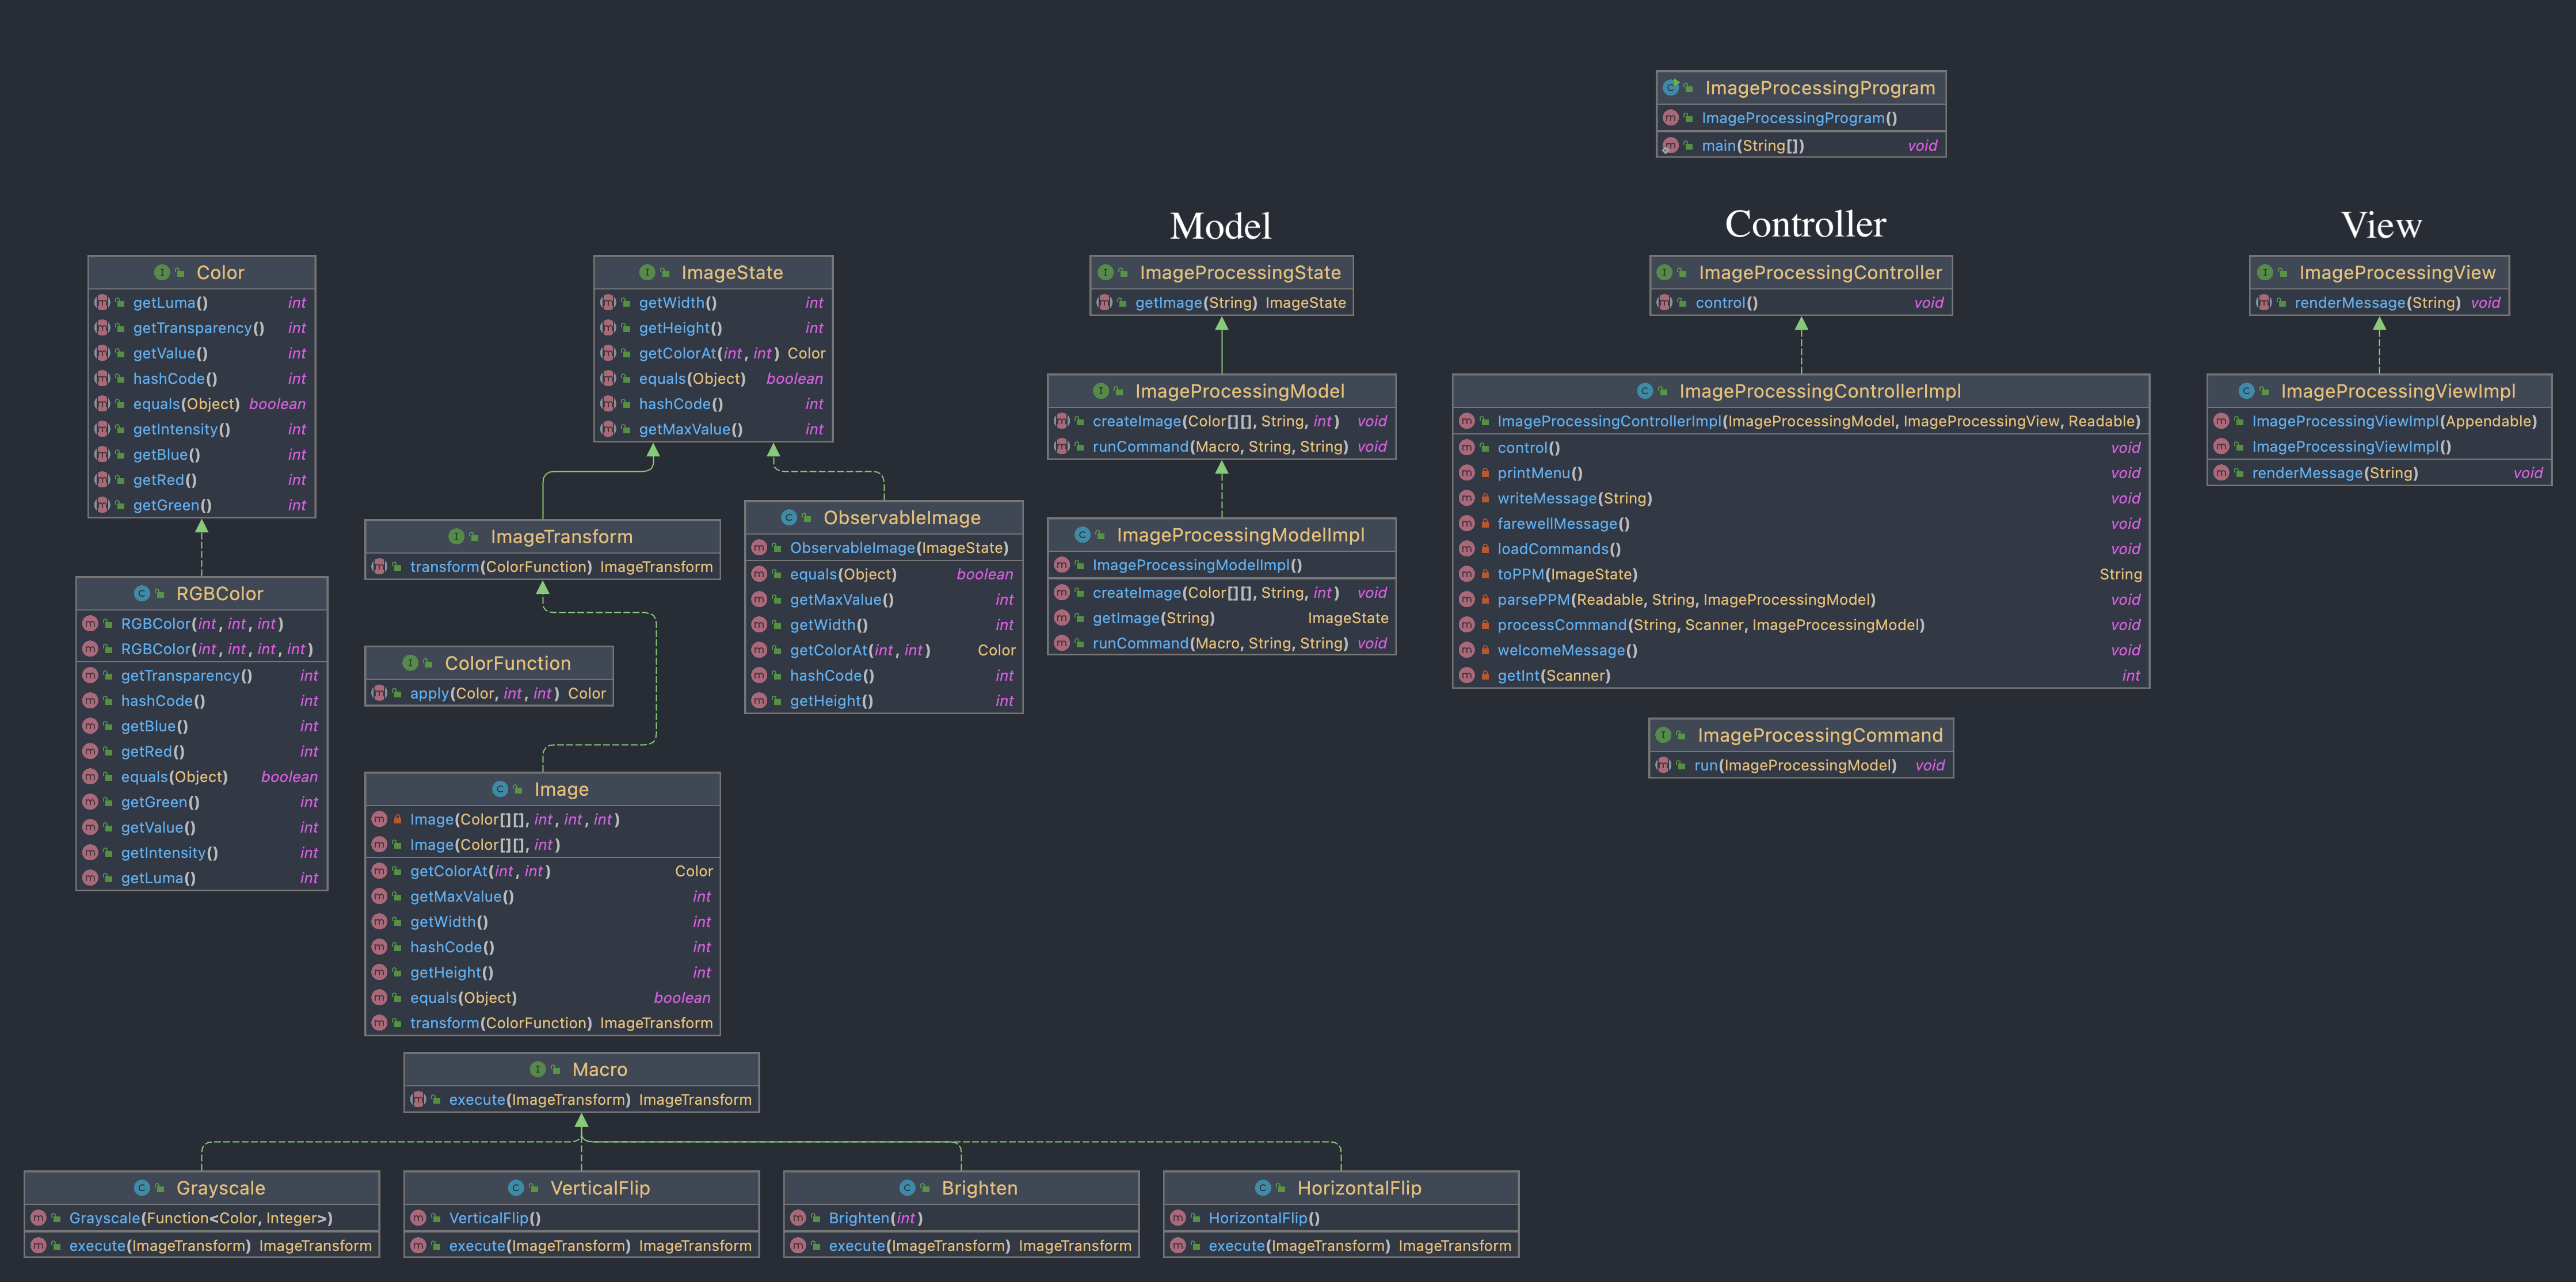 ImageProcessingProgram
ImageProcessingProgram()
main(String[]) void
Model
Controller
View
Color
getLuma() int
getTransparency() int
getValue() int
hashCode() int
equals(Object) boolean
getIntensity() int
getBlue() int
getRed() int
getGreen() int
RGBColor
RGBColor(int, int, int)
RGBColor(int, int, int, int)
getTransparency() int
hashCode() int
getBlue() int
getRed() int
equals(Object) boolean
getGreen() int
getValue() int
getIntensity() int
getLuma() int
ImageState
getWidth() int
getHeight() int
getColorAt(int, int) Color
equals(Object) boolean
hashCode() int
getMaxValue() int
ImageTransform
transform(ColorFunction) ImageTransform
ColorFunction
apply(Color, int, int) Color
ObservableImage
ObservableImage(ImageState)
equals(Object) boolean
getMaxValue() int
getWidth() int
getColorAt(int, int) Color
hashCode() int
getHeight() int
Image
Image(Color[][], int, int, int)
Image(Color[][], int)
getColorAt(int, int) Color
getMaxValue() int
getWidth() int
hashCode() int
getHeight() int
equals(Object) boolean
transform(ColorFunction) ImageTransform
ImageProcessingState
getImage(String) ImageState
ImageProcessingModel
createImage(Color[][], String, int) void
runCommand(Macro, String, String) void
ImageProcessingModelImpl
ImageProcessingModelImpl()
createImage(Color[][], String, int) void
getImage(String) ImageState
runCommand(Macro, String, String) void
ImageProcessingController
control() void
ImageProcessingControllerImpl
ImageProcessingControllerImpl(ImageProcessingModel, ImageProcessingView, Readable)
control() void
printMenu() void
writeMessage(String) void
farewellMessage() void
loadCommands() void
toPPM(ImageState) String
parsePPM(Readable, String, ImageProcessingModel) void
processCommand(String, Scanner, ImageProcessingModel) void
welcomeMessage() void
getInt(Scanner) int
ImageProcessingCommand
run(ImageProcessingModel) void
ImageProcessingView
renderMessage(String) void
ImageProcessingViewImpl
ImageProcessingViewImpl(Appendable)
ImageProcessingViewImpl()
renderMessage(String) void
Macro
execute(ImageTransform) ImageTransform
Grayscale
Grayscale(Function<Color, Integer>)
execute(ImageTransform) ImageTransform
VerticalFlip
VerticalFlip()
execute(ImageTransform) ImageTransform
Brighten
Brighten(int)
execute(ImageTransform) ImageTransform
HorizontalFlip
HorizontalFlip()
execute(ImageTransform) ImageTransform